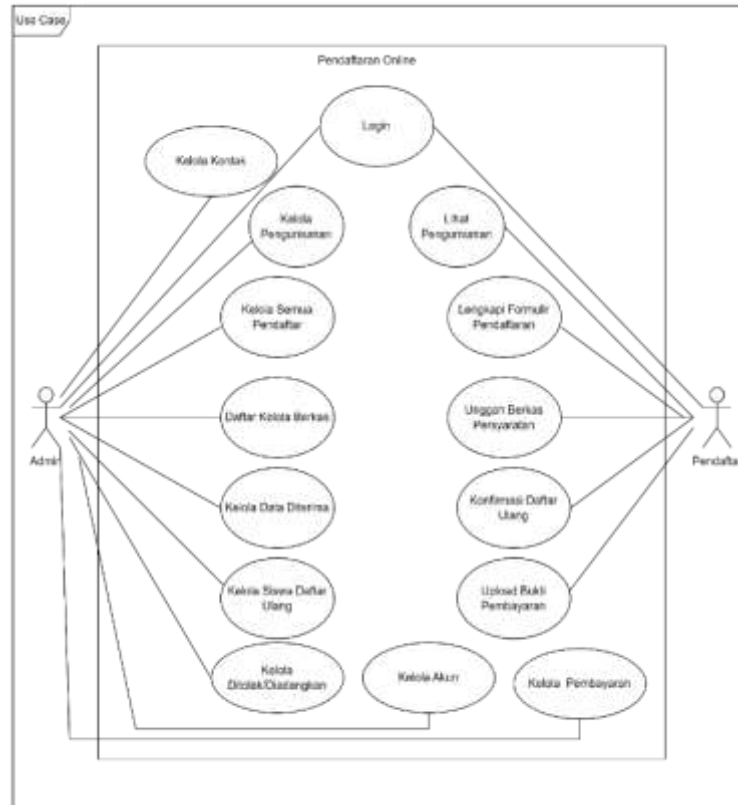 Use Case
Pendaftaran Online
Login
Kelola Kontak
Kelola
Pengumuman
Lihat
Pengumuman
Kelola Semua
Pendaftar
Lengkapi Formulir
Pendaftaran
Daftar Kelola Berkas
Unggah Berkas
Persyaratan
Admin
Pendaftar
Kelola Data Diterima
Konfirmasi Daftar
Ulang
Kelola Siswa Daftar
Ulang
Upload Bukti
Pembayaran
Kelola
Ditolak/Dicadangkan
Kelola Akun
Kelola Pembayaran